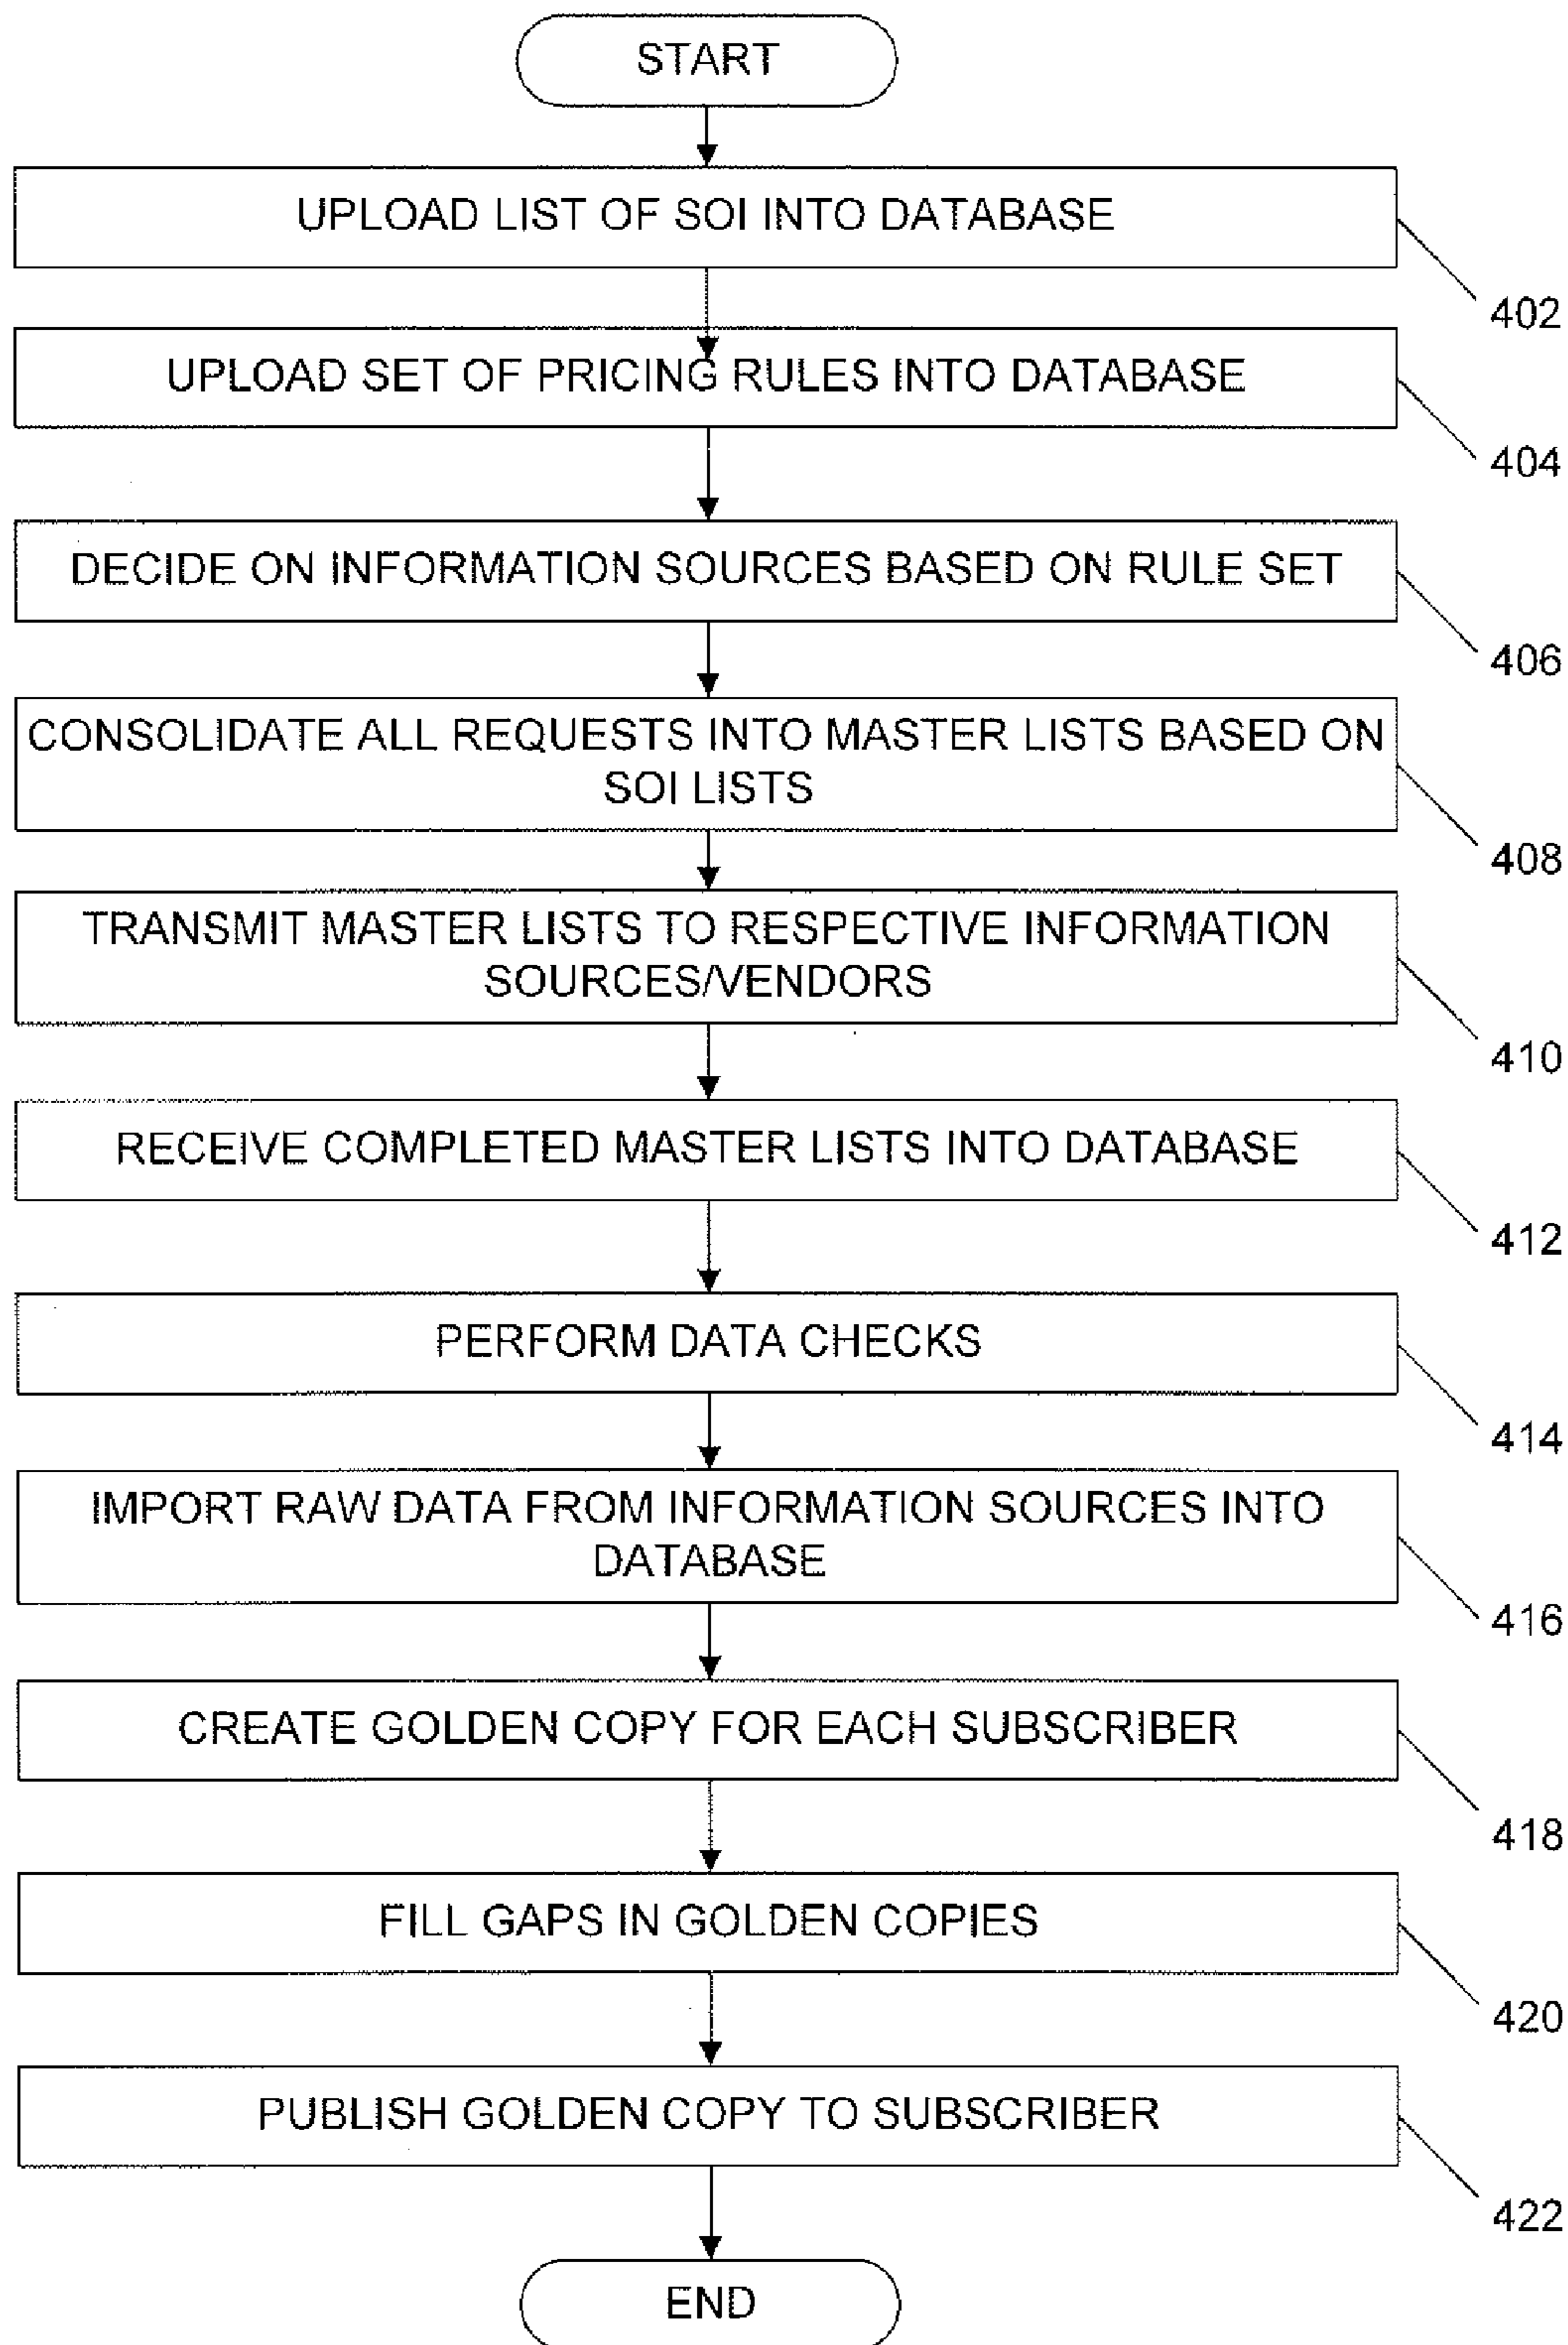 START
UPLOAD LIST OF SOI INTO DATABASE
402
UPLOAD SET OF PRICING RULES INTO DATABASE
404
DECIDE ON INFORMATION SOURCES BASED ON RULE SET
406
CONSOLIDATE ALL REQUESTS INTO MASTER LISTS BASED ON
SOI LISTS
408
TRANSMIT MASTER LISTS TO RESPECTIVE INFORMATION
SOURCES/VENDORS
410
RECEIVE COMPLETED MASTER LISTS INTO DATABASE
412
PERFORM DATA CHECKS
414
IMPORT RAW DATA FROM INFORMATION SOURCES INTO
DATABASE
416
CREATE GOLDEN COPY FOR EACH SUBSCRIBER
418
FILL GAPS IN GOLDEN COPIES
420
PUBLISH GOLDEN COPY TO SUBSCRIBER
422
END